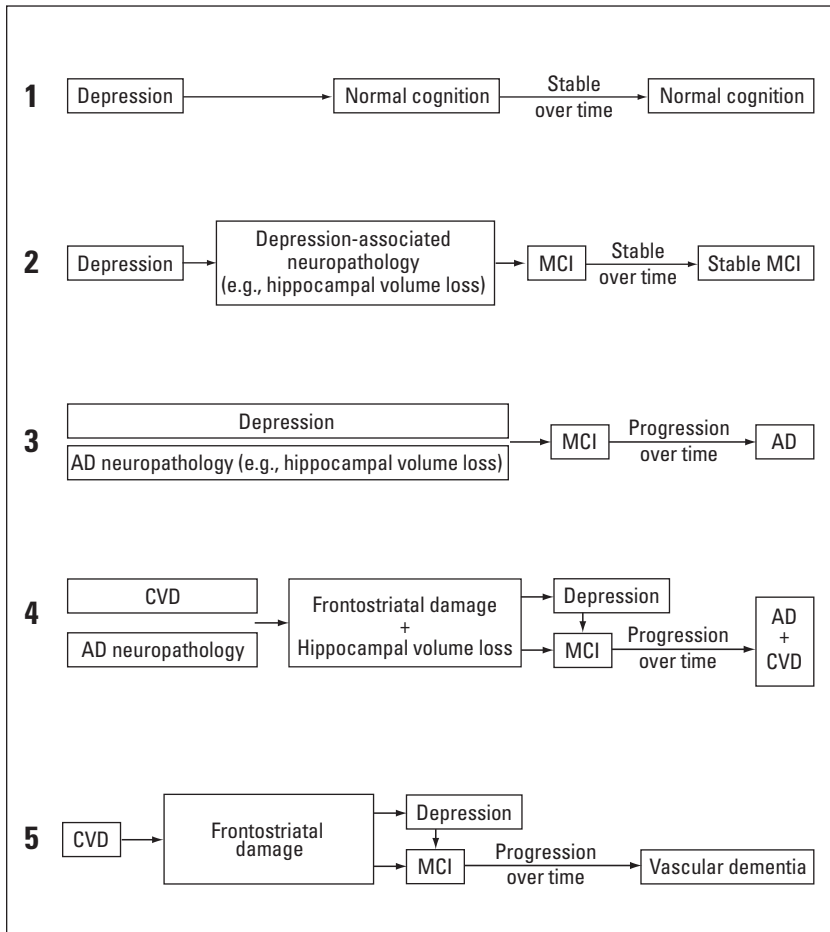 1
Depression
Normal cognition
Stable
over time
Normal cognition
2
Depression
Depression-associated
neuropathology
(e.g., hippocampal volume loss)
MCI
Stable
over time
Stable MCI
3
Depression
AD neuropathology (e.g., hippocampal volume loss)
MCI
Progression
over time
AD
4
CVD
AD neuropathology
Frontostriatal damage
+
Hippocampal volume loss
Depression
MCI
Progression
over time
AD
+
CVD
5
CVD
Frontostriatal
damage
Depression
MCI
Progression
over time
Vascular dementia